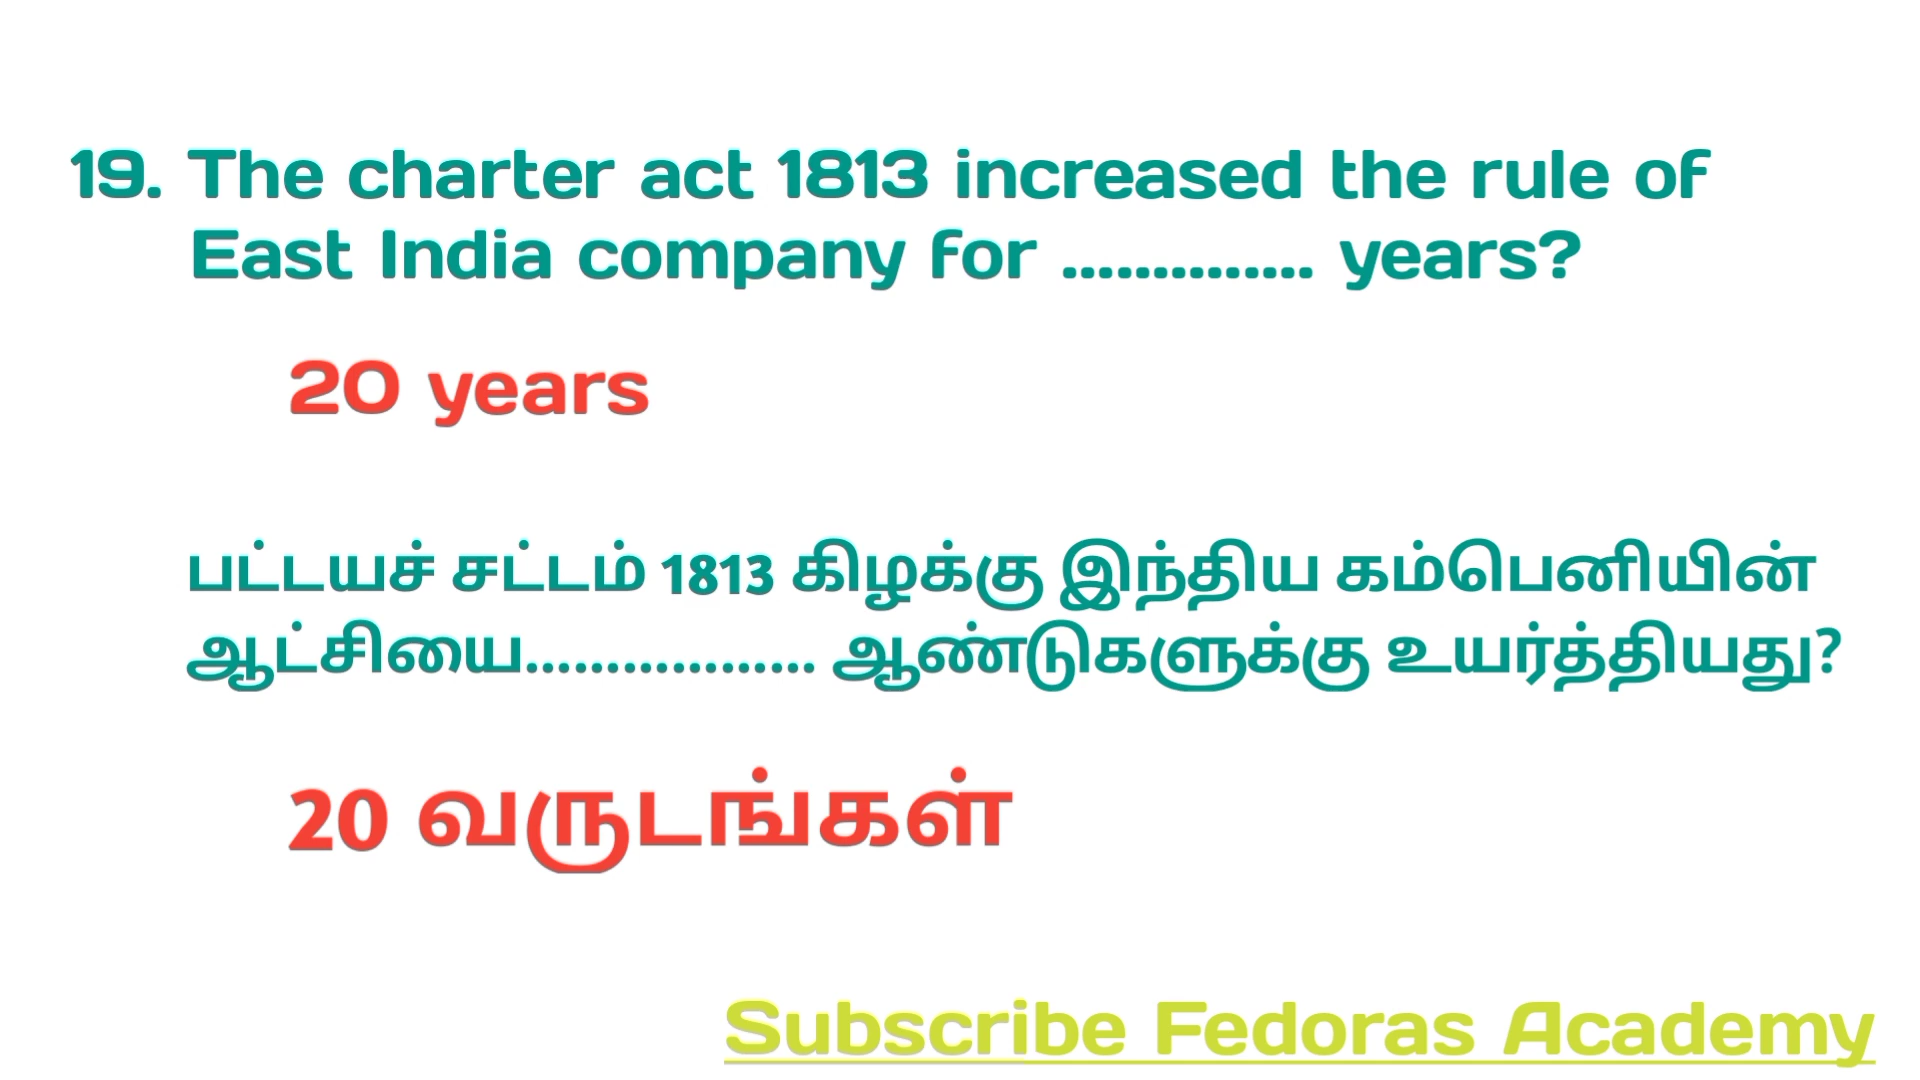 19. The charter act 1813 increased the rule of
East India company for .............. years?
20 years
பட்டயச் சட்டம் 1813 கிழக்கு இந்திய கம்பெனியின்
ஆட்சியை.................. ஆண்டுகளுக்கு உயர்த்தியது?
20 வருடங்கள்
Subscribe Fedoras Academy